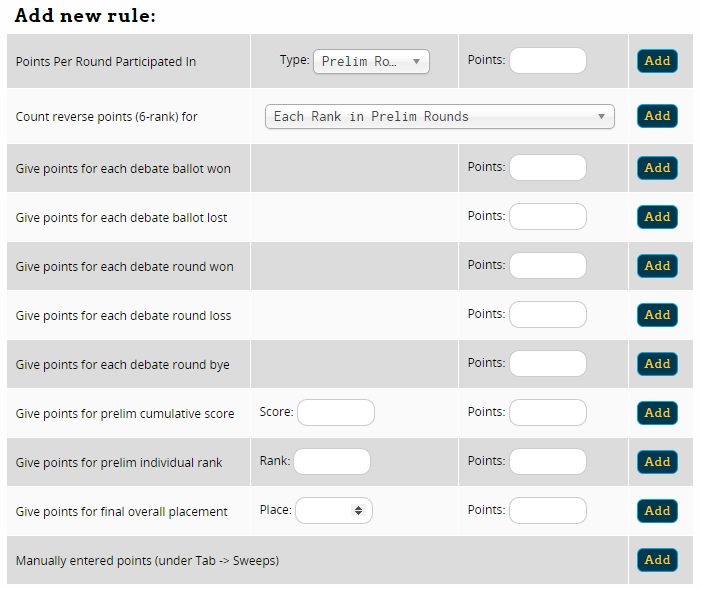 Add new rule:
Points Per Round Participated In Type: Prelim Ro... Points: Add
Count reverse points (6-rank) for Each Rank in Prelim Rounds Add
Give points for each debate ballot won Points: Add
Give points for each debate ballot lost Points: Add
Give points for each debate round won Points: Add
Give points for each debate round loss Points: Add
Give points for each debate round bye Points: Add
Give points for prelim cumulative score Score: Points: Add
Give points for prelim individual rank Rank: Points: Add
Give points for final overall placement Place: Points: Add
Manually entered points (under Tab -> Sweeps) Add